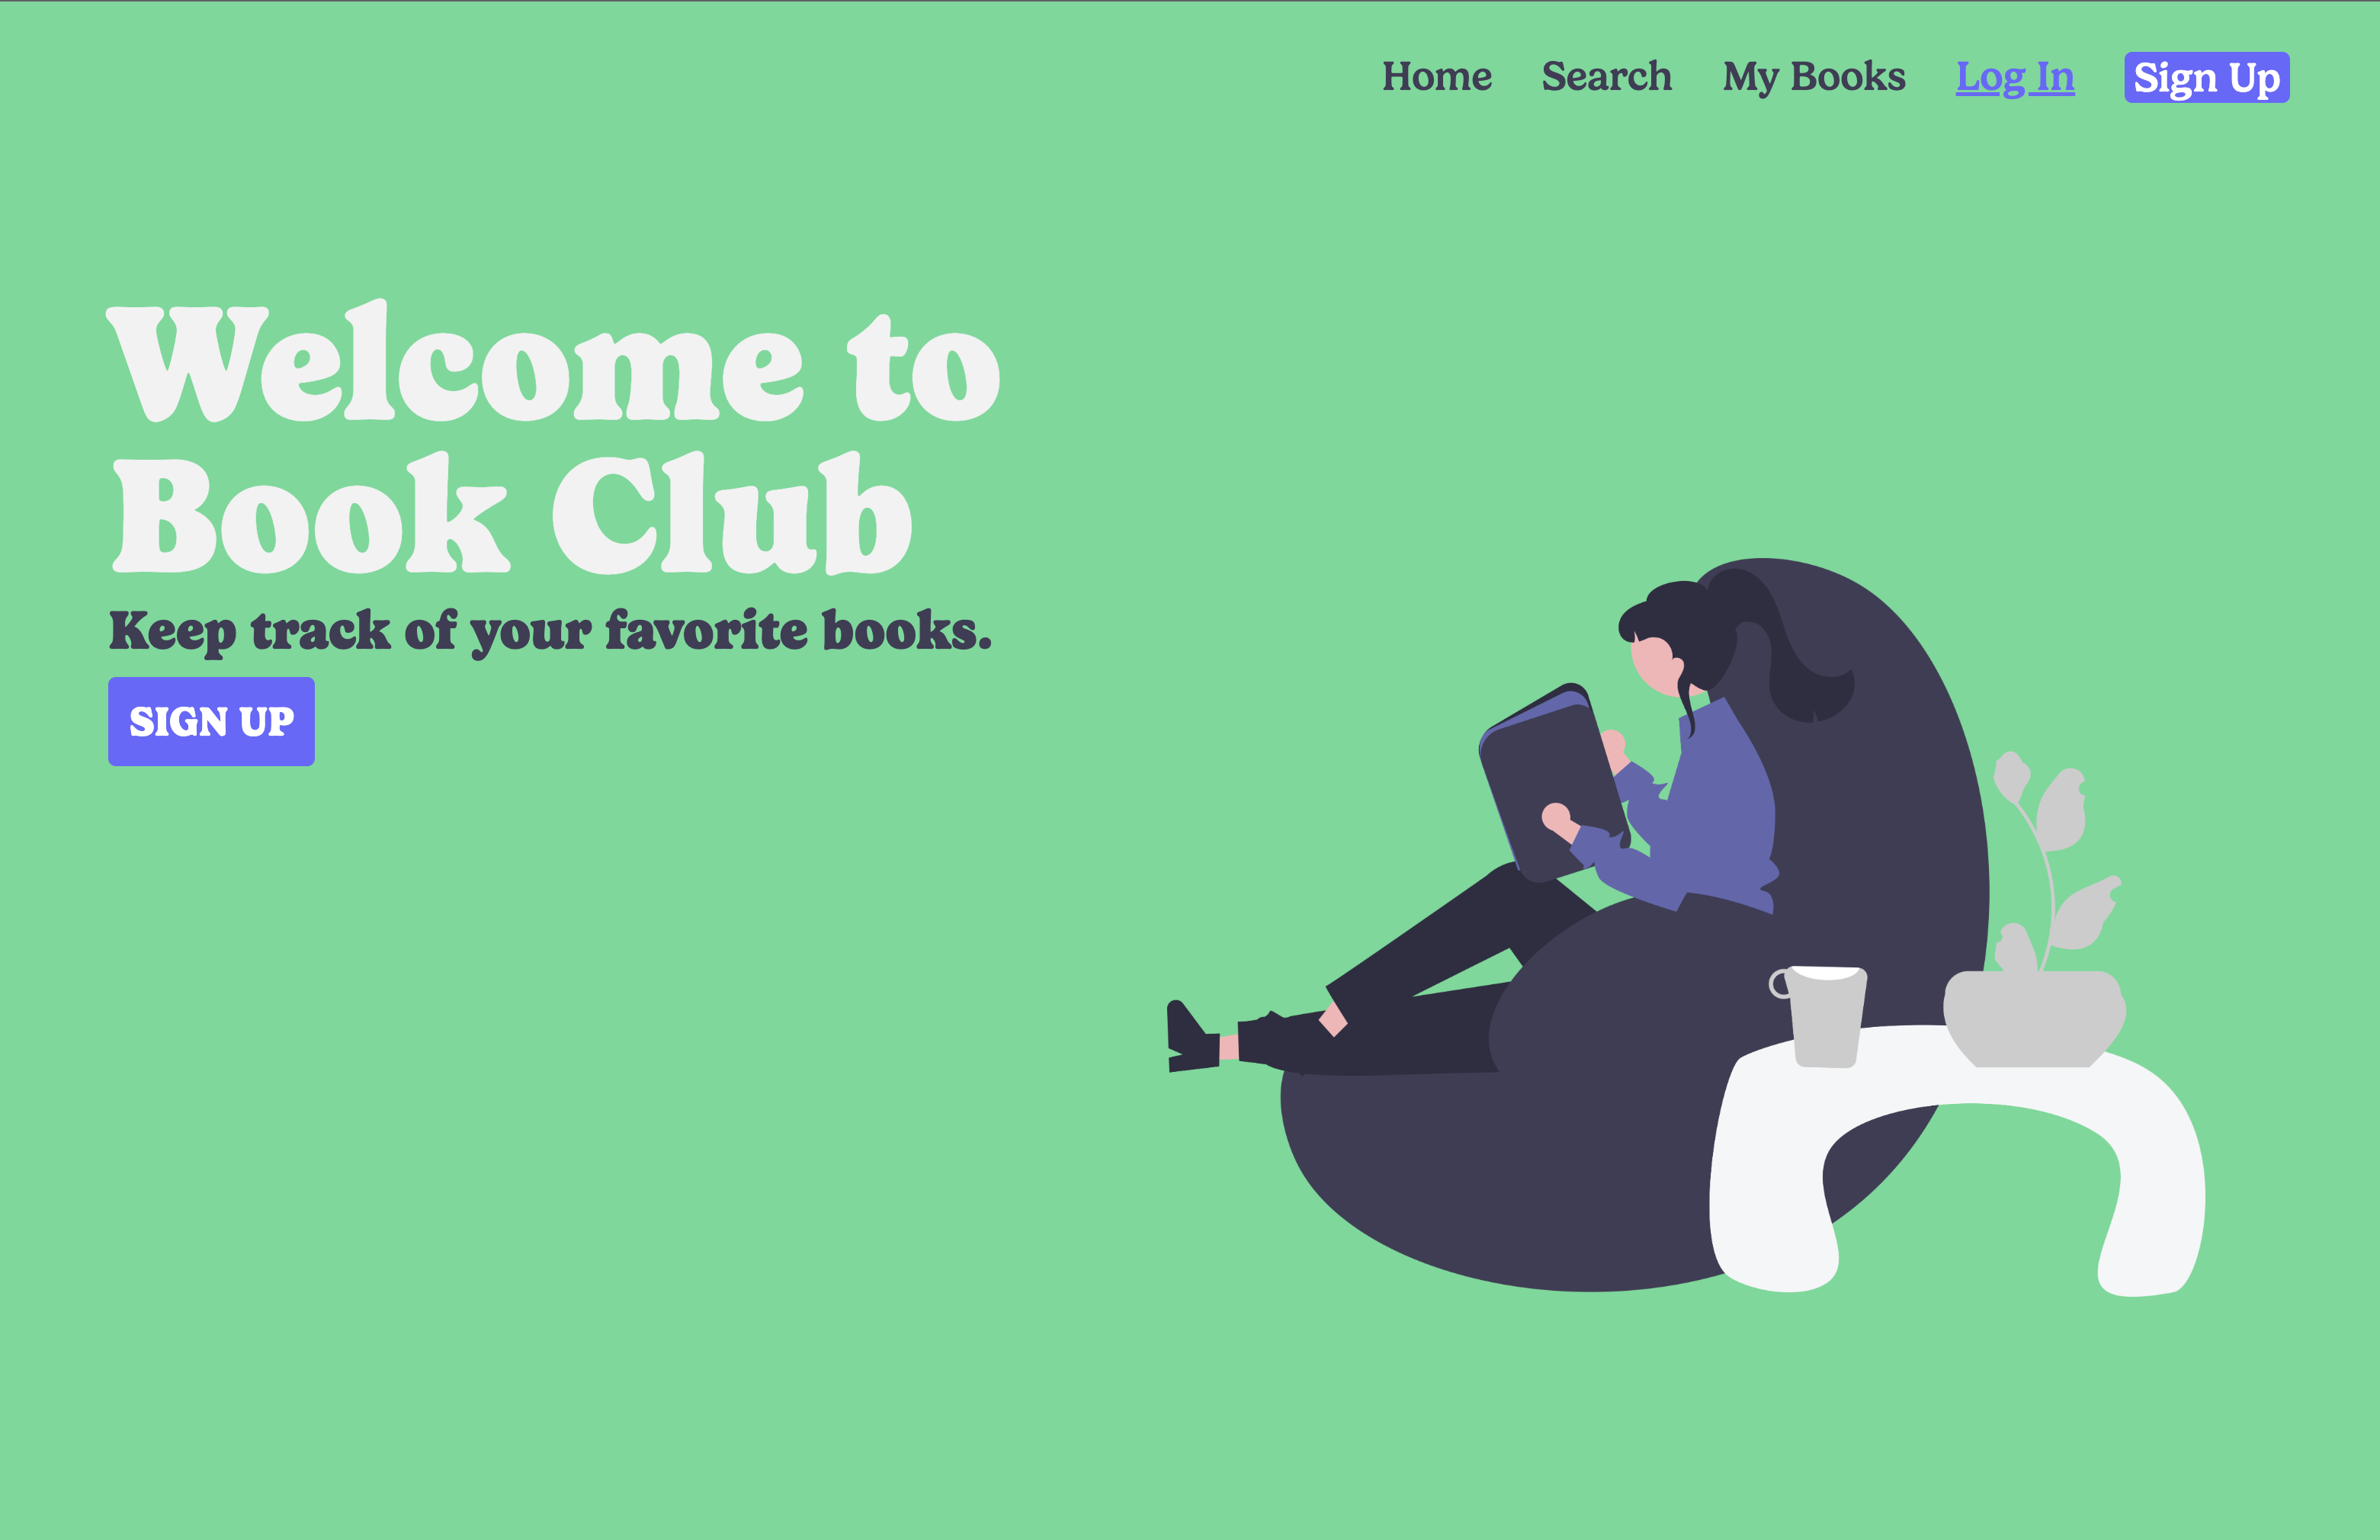 Home Search My Books Log In Sign Up
Welcome to
Book Club
Keep track of your favorite books.
SIGN UP